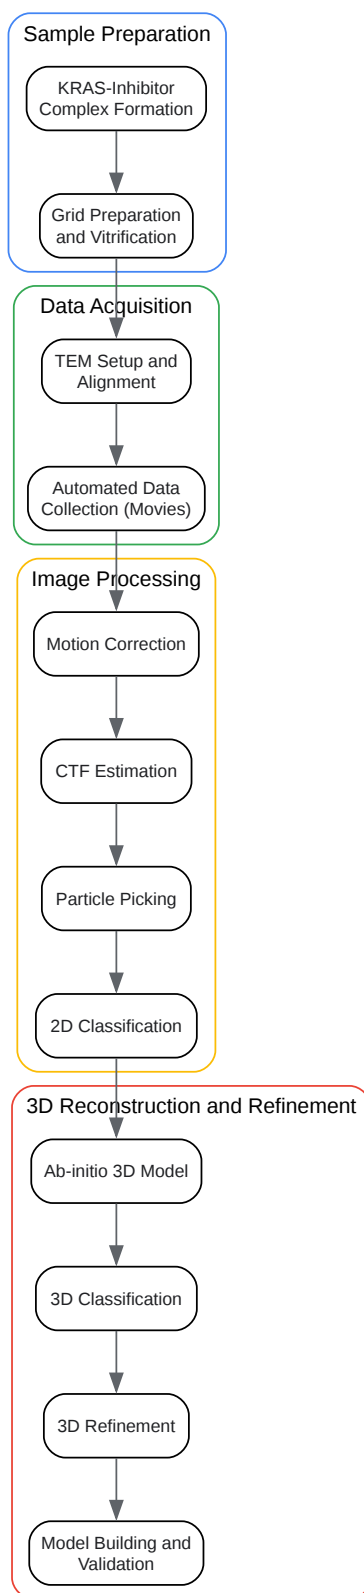 Sample Preparation
KRAS-Inhibitor
Complex Formation
Grid Preparation
and Vitrification
Data Acquisition
TEM Setup and
Alignment
Automated Data
Collection (Movies)
Image Processing
Motion Correction
CTF Estimation
Particle Picking
2D Classification
3D Reconstruction and Refinement
Ab-initio 3D Model
3D Classification
3D Refinement
Model Building and
Validation